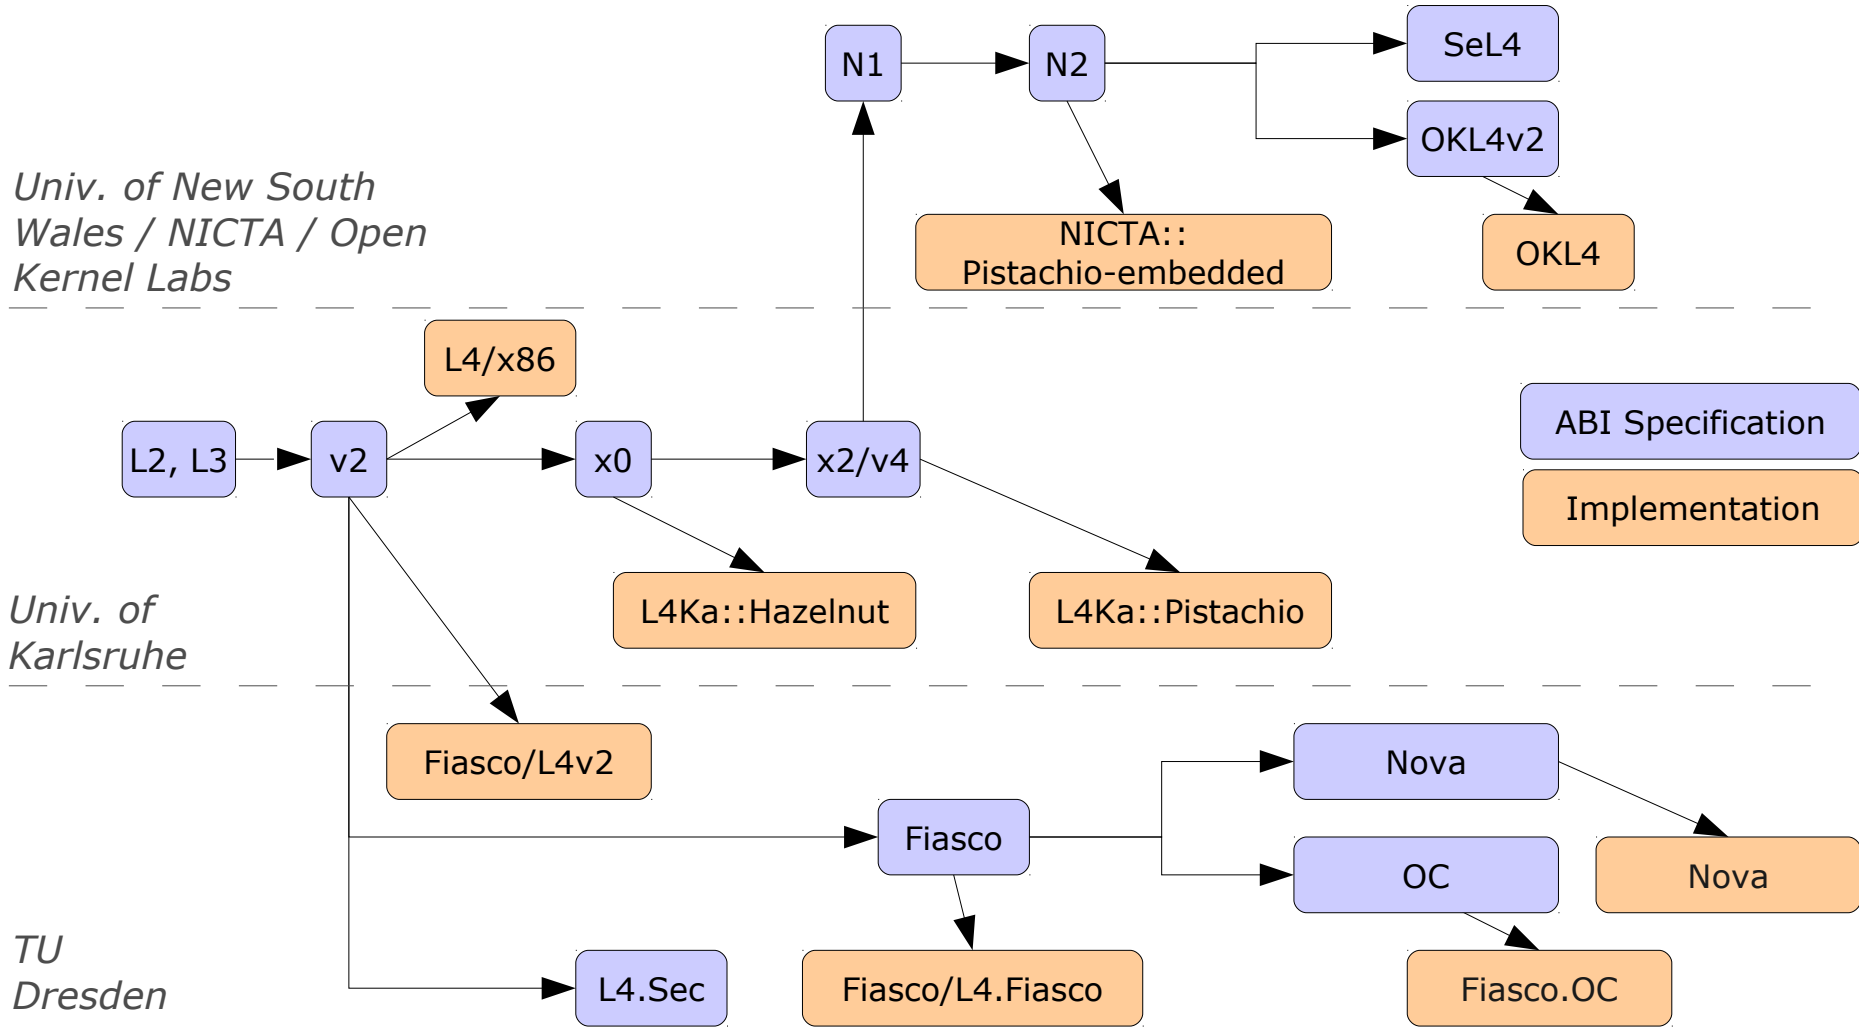 N1
N2
SeL4
OKL4v2
Univ. of New South
Wales / NICTA / Open
Kernel Labs
NICTA::
Pistachio-embedded
OKL4
L4/x86
ABI Specification
L2, L3
v2
x0
x2/v4
Implementation
L4Ka::Hazelnut
L4Ka::Pistachio
Univ. of
Karlsruhe
Fiasco/L4v2
Nova
Fiasco
OC
Nova
TU
Dresden
L4.Sec
Fiasco/L4.Fiasco
Fiasco.OC